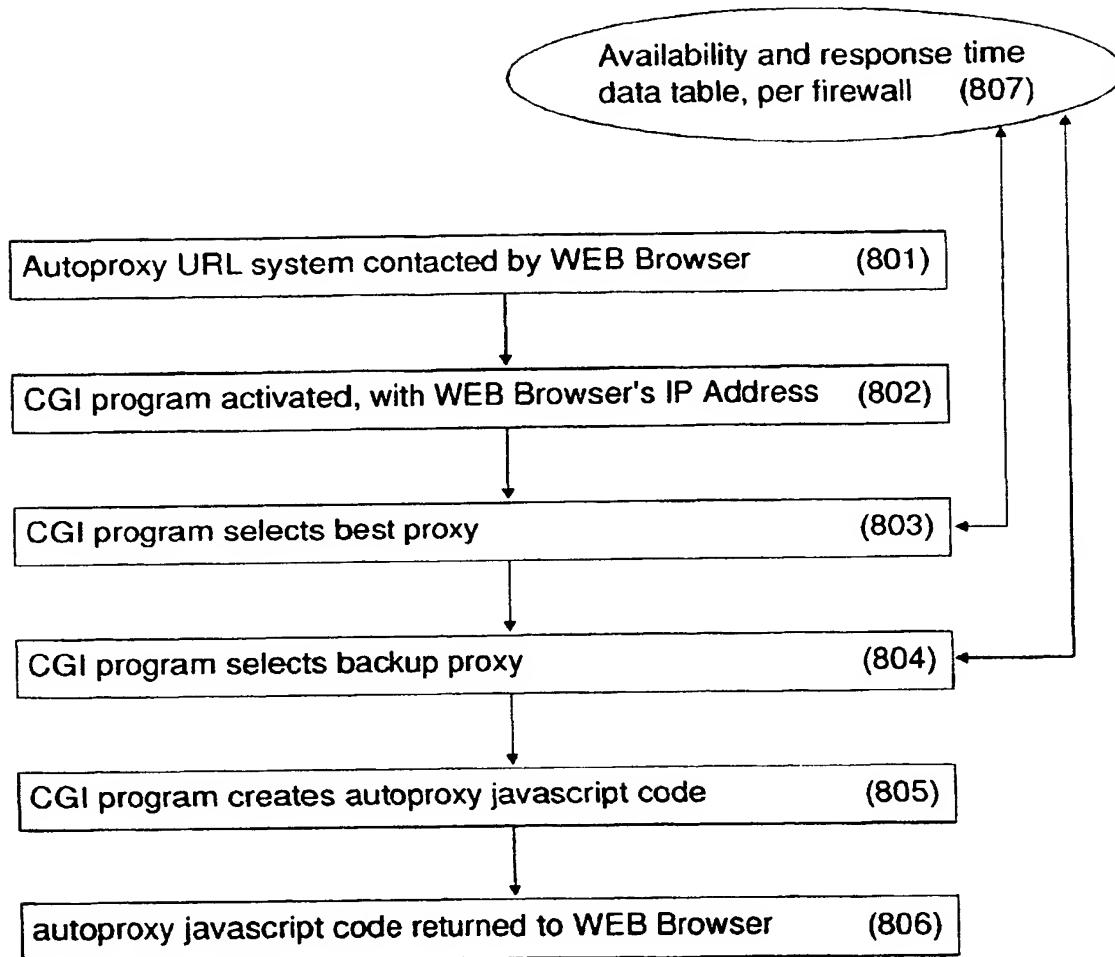 Availability and response time
data table, per firewall (807)
Autoproxy URL system contacted by WEB Browser (801)
CGI program activated, with WEB Browser's IP Address (802)
CGI program selects best proxy (803)
CGI program selects backup proxy (804)
CGI program creates autoproxy javascript code (805)
autoproxy javascript code returned to WEB Browser (806)